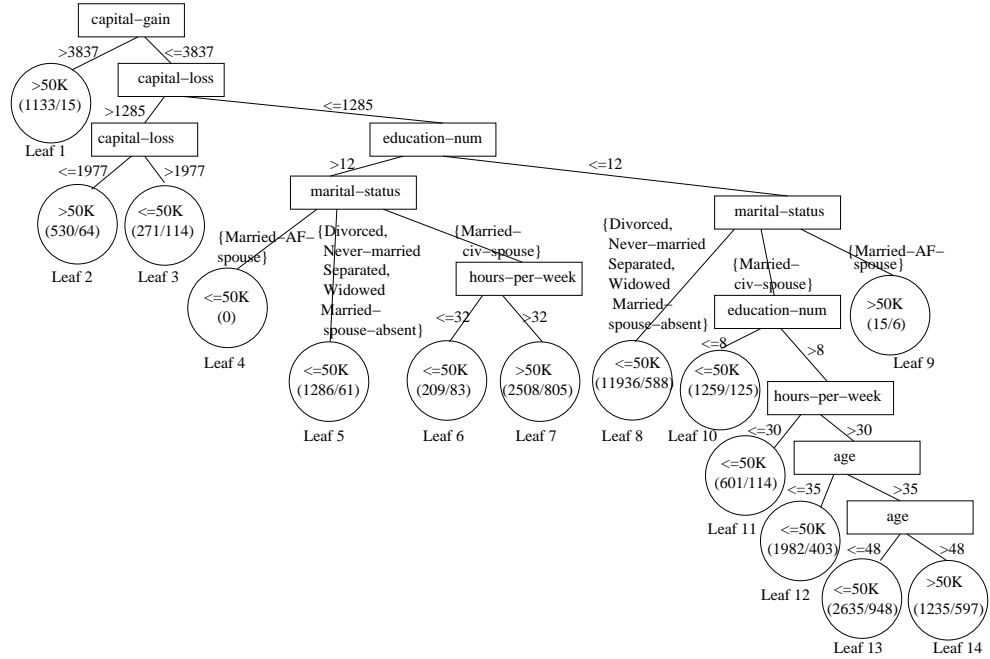 capital−gain
>3837
<=3837
>50K
(1133/15)
Leaf 1
capital−loss
>1285
<=1285
capital−loss
<=1977
>1977
>50K
(530/64)
Leaf 2
<=50K
(271/114)
Leaf 3
education−num
>12
<=12
marital−status
{Married−AF−
spouse}
{Divorced,
Never−married
Separated,
Widowed
Married−
spouse−absent}
{Married−
civ−spouse}
<=50K
(0)
Leaf 4
<=50K
(1286/61)
Leaf 5
hours−per−week
<=32
>32
<=50K
(209/83)
Leaf 6
>50K
(2508/805)
Leaf 7
marital−status
{Divorced,
Never−married
Separated,
Widowed
Married−
spouse−absent}
{Married−
civ−spouse}
{Married−AF−
spouse}
<=50K
(11936/588)
Leaf 8
>50K
(15/6)
Leaf 9
education−num
<=8
>8
<=50K
(1259/125)
Leaf 10
hours−per−week
<=30
>30
<=50K
(601/114)
Leaf 11
age
<=35
>35
<=50K
(1982/403)
Leaf 12
age
<=48
>48
<=50K
(2635/948)
Leaf 13
>50K
(1235/597)
Leaf 14